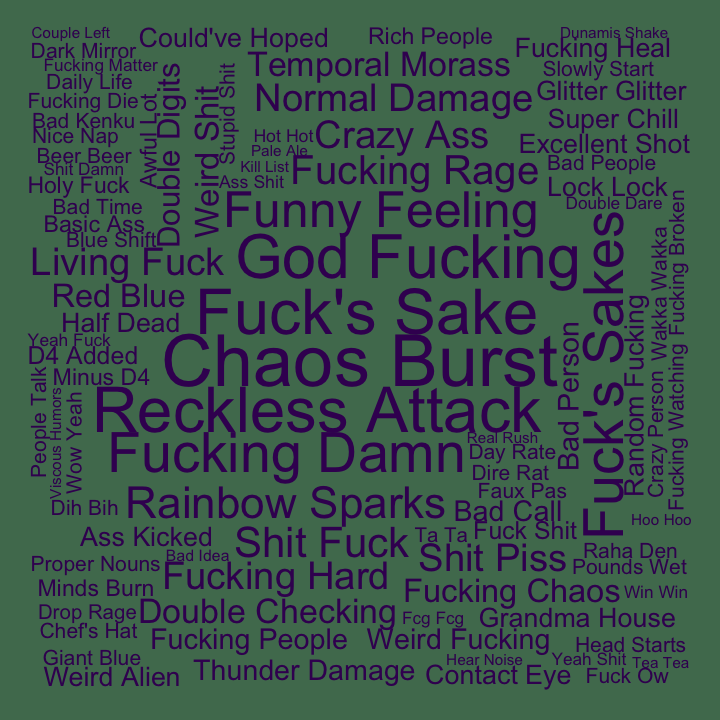 Couple Left
Could've Hoped
Rich People
Dunamis Shake
Dark Mirror
Fucking Heal
Fucking Matter
Temporal Morass
Slowly Start
Daily Life
Double Digits
Weird Shit
Stupid Shit
Normal Damage
Glitter Glitter
Fucking Die
Awful Lot
Bad Kenku
Super Chill
Nice Nap
Hot Hot
Crazy Ass
Excellent Shot
Beer Beer
Pale Ale
Shit Damn
Kill List
Fucking Rage
Bad People
Holy Fuck
Ass Shit
Lock Lock
Bad Time
Funny Feeling
Double Dare
Basic Ass
Blue Shift
Living Fuck
God Fucking
Fuck's Sakes
Crazy Person Wakka Wakka
Fucking Watching Fucking Broken
Red Blue
Fuck's Sake
Random Fucking
Half Dead
Bad Person
Yeah Fuck
D4 Added
Chaos Burst
Minus D4
People Talk
Viscous Humors
Wow Yeah
Reckless Attack
Fucking Damn
Real Rush
Day Rate
Dire Rat
Faux Pas
Dih Bih
Rainbow Sparks
Bad Call
Hoo Hoo
Ass Kicked
Shit Fuck
Ta Ta
Fuck Shit
Proper Nouns
Bad Idea
Shit Piss
Raha Den
Pounds Wet
Minds Burn
Fucking Hard
Fucking Chaos
Win Win
Drop Rage
Double Checking
Fcg Fcg
Grandma House
Chef's Hat
Fucking People
Weird Fucking
Head Starts
Giant Blue
Hear Noise
Yeah Shit
Tea Tea
Weird Alien
Thunder Damage
Contact Eye
Fuck Ow